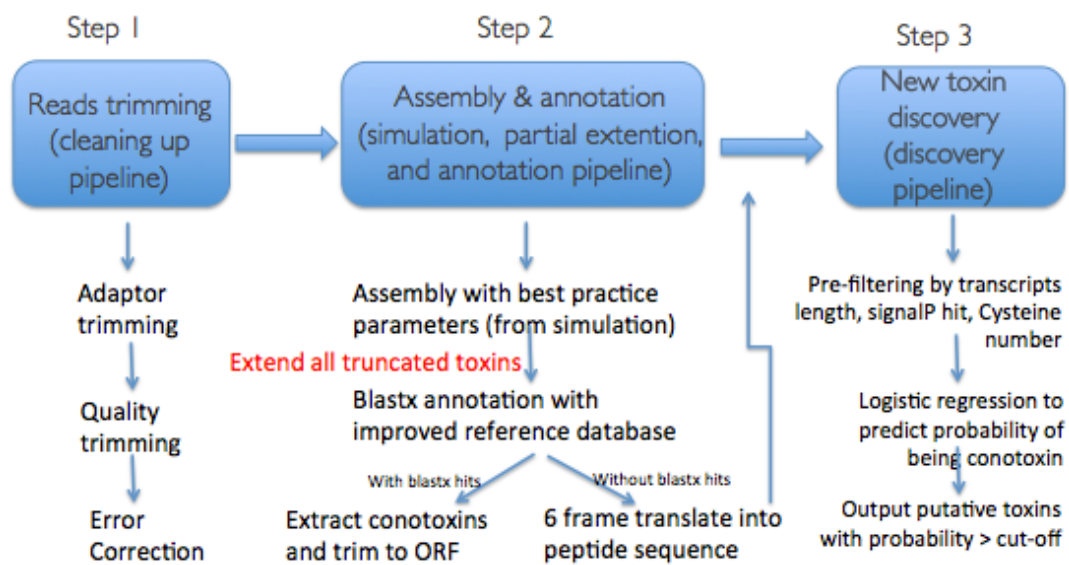 Step 1
Reads trimming
(cleaning up
pipeline)
Adaptor
trimming
Quality
trimming
Error
Correction
Step 2
Assembly & annotation
(simulation, partial extention,
and annotation pipeline)
Assembly with best practice
parameters (from simulation)
Extend all truncated toxins
Blastx annotation with
improved reference database
With blastx hits
Without blastx hits
Extract conotoxins
and trim to ORF
6 frame translate into
peptide sequence
Step 3
New toxin
discovery
(discovery
pipeline)
Pre-filtering by transcripts
length, signalP hit, Cysteine
number
Logistic regression to
predict probability of
being conotoxin
Output putative toxins
with probability > cut-off